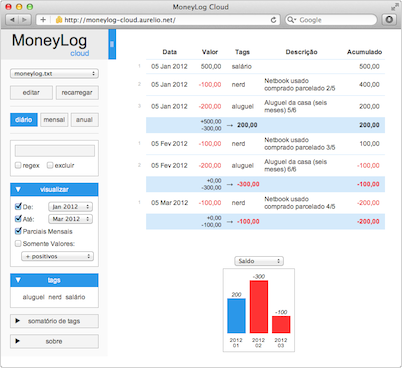 MoneyLog Cloud
http://moneylog-cloud.aurelio.net/
Google
MoneyLog
cloud
moneylog.txt
editar recarregar
diário mensal anual
regex excluir
visualizar
De: Jan 2012
Até: Mar 2012
Parciais Mensais
Somente Valores:
+ positivos
tags
aluguel nerd salário
somatório de tags
sobre
Data Valor Tags Descrição Acumulado
1 05 Jan 2012 500,00 salário 500,00
2 05 Jan 2012 -100,00 nerd Netbook usado
comprado parcelado 2/5 400,00
3 05 Jan 2012 -200,00 aluguel Aluguel da casa (seis
meses) 5/6 200,00
+500,00
-300,00 → 200,00 200,00
1 05 Fev 2012 -100,00 nerd Netbook usado
comprado parcelado 3/5 100,00
2 05 Fev 2012 -200,00 aluguel Aluguel da casa (seis
meses) 6/6 -100,00
+0,00
-300,00 → -300,00 -100,00
1 05 Mar 2012 -100,00 nerd Netbook usado
comprado parcelado 4/5 -200,00
+0,00
-100,00 → -100,00 -200,00
Saldo
200 -300 -100
2012 2012 2012
01 02 03